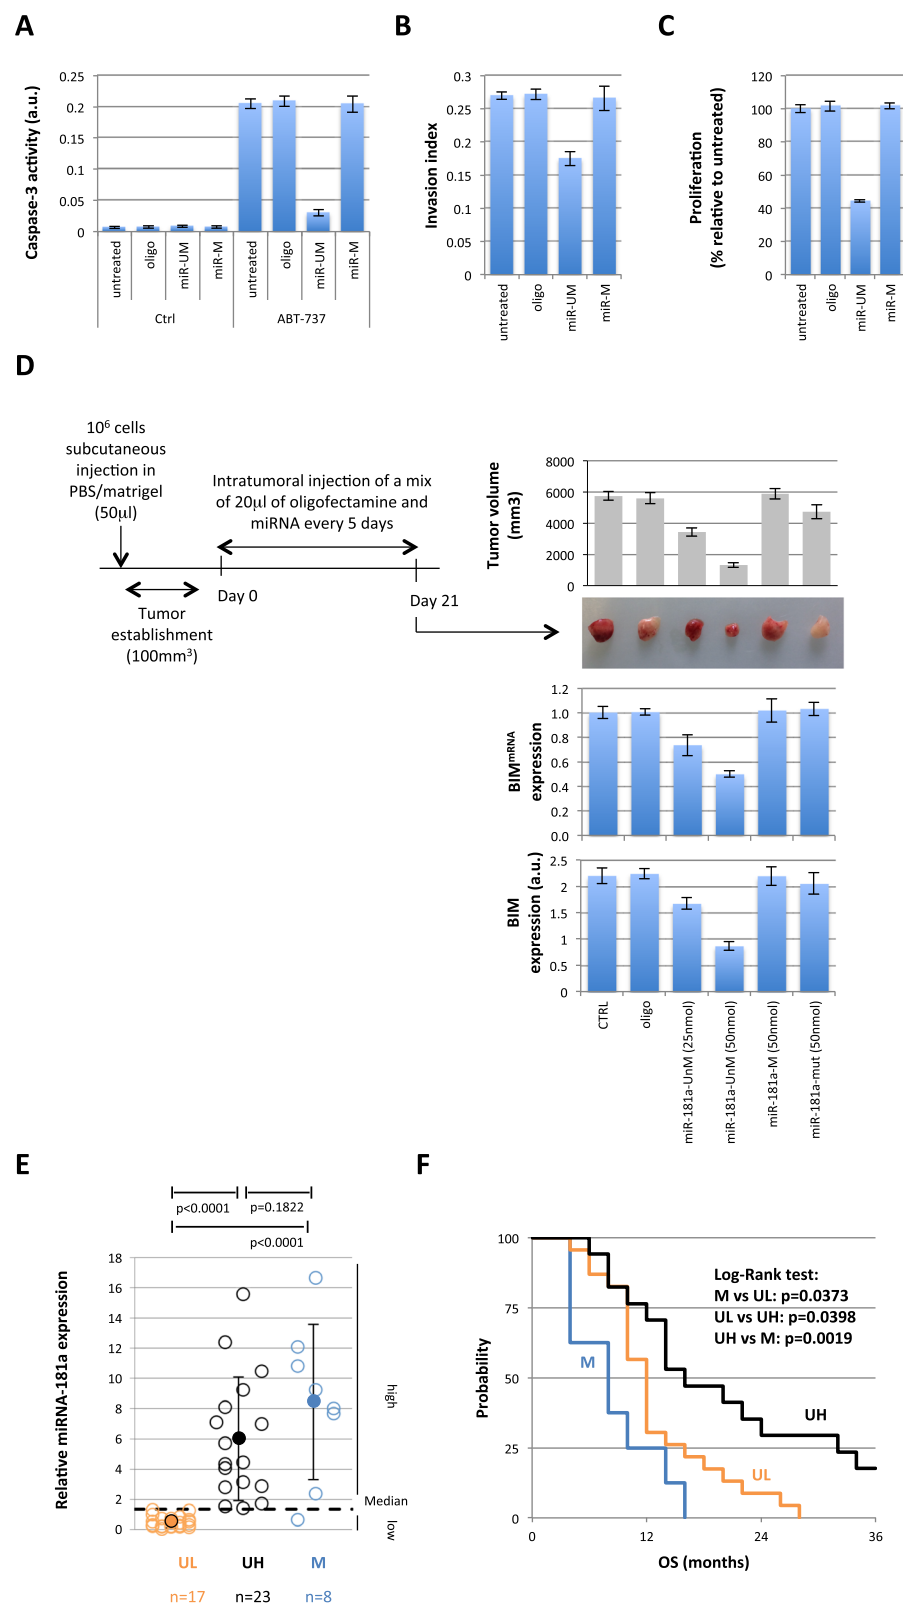 A
B
C
Caspase-3 activity (a.u.)
0.25
0.2
0.15
0.1
0.05
0
untreated
oligo
miR-UM
miR-M
untreated
oligo
miR-UM
miR-M
Ctrl
ABT-737
Invasion index
0.3
0.25
0.2
0.15
0.1
0.05
0
untreated
oligo
miR-UM
miR-M
Proliferation
(% relative to untreated)
120
100
80
60
40
20
0
untreated
oligo
miR-UM
miR-M
D
10⁶ cells
subcutaneous
injection in
PBS/matrigel
(50µl)
Intratumoral injection of a mix
of 20µl of oligofectamine and
miRNA every 5 days
Day 0
Day 21
Tumor
establishment
(100mm³)
Tumor volume
(mm3)
8000
6000
4000
2000
0
BIMmRNA
expression
1.2
1.0
0.8
0.6
0.4
0.2
0.0
BIM
expression (a.u.)
2.5
2
1.5
1
0.5
0
CTRL
oligo
miR-181a-UnM (25nmol)
miR-181a-UnM (50nmol)
miR-181a-M (50nmol)
miR-181a-mut (50nmol)
E
p<0.0001
p=0.1822
p<0.0001
Relative miRNA-181a expression
18
16
14
12
10
8
6
4
2
0
high
Median
low
UL
UH
M
n=17
n=23
n=8
F
Probability
100
75
50
25
0
Log-Rank test:
M vs UL: p=0.0373
UL vs UH: p=0.0398
UH vs M: p=0.0019
M
UH
UL
0
12
24
36
OS (months)